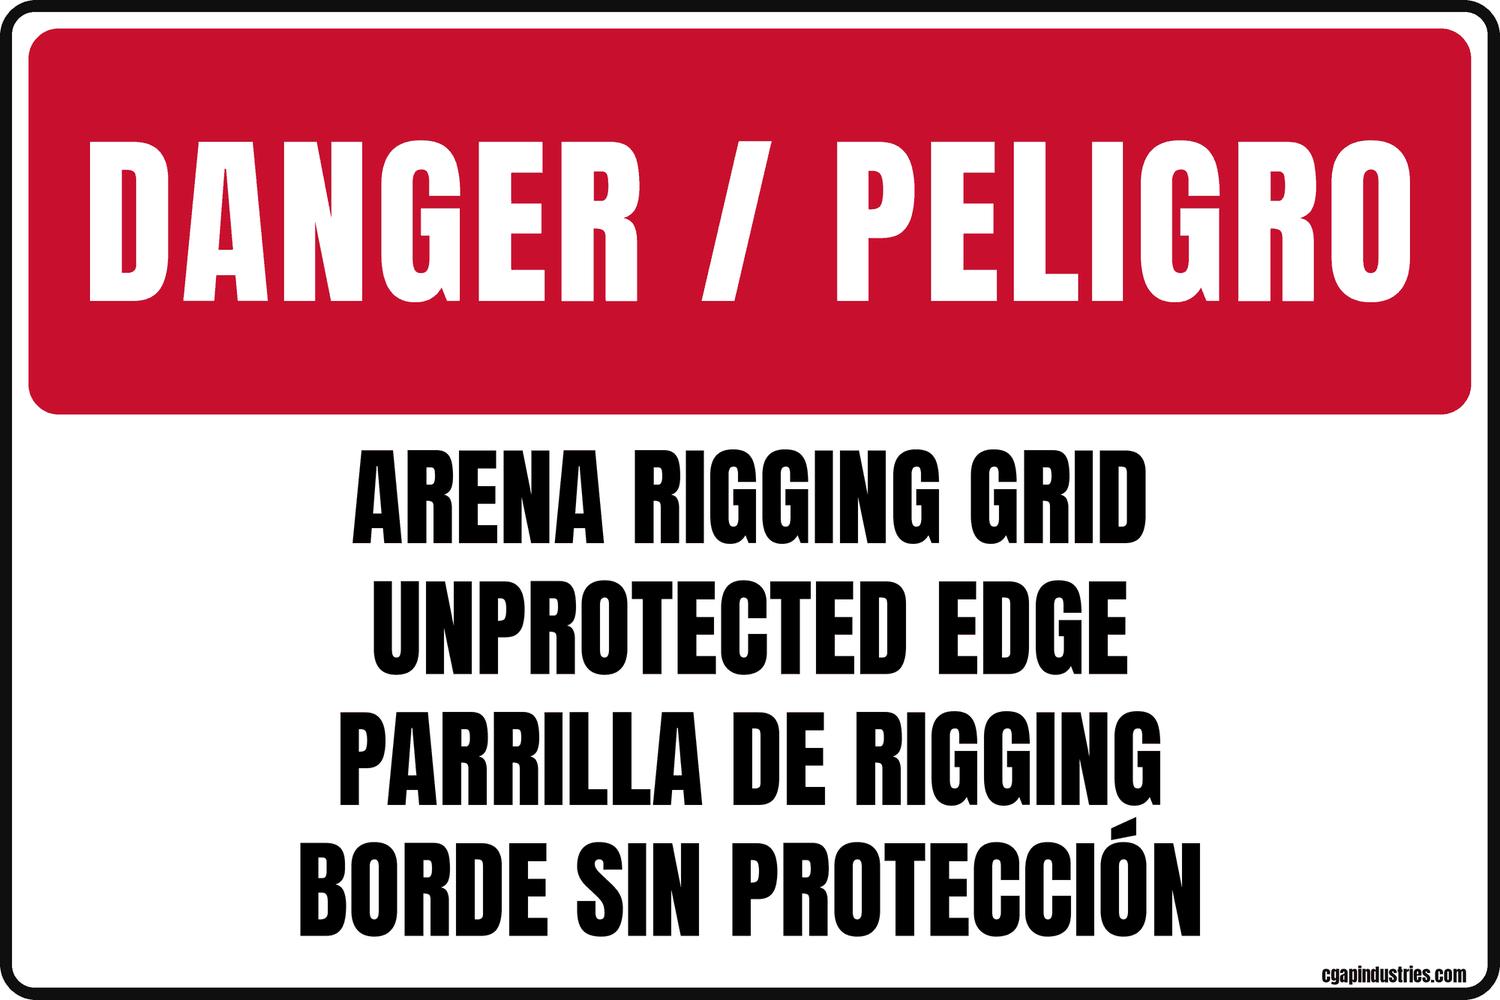 DANGER / PELIGRO
ARENA RIGGING GRID
UNPROTECTED EDGE
PARRILLA DE RIGGING
BORDE SIN PROTECCIÓN
cgapindustries.com